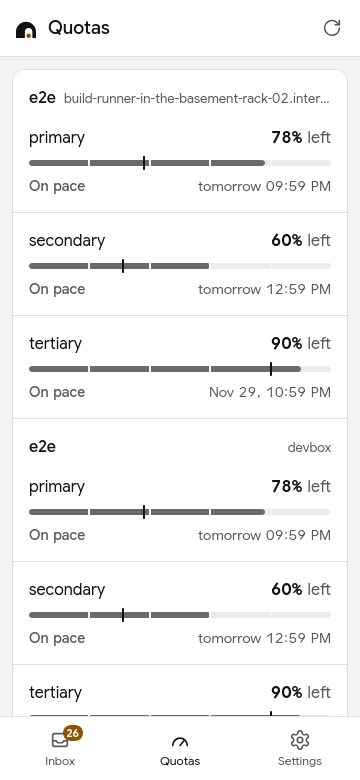 Quotas
e2e build-runner-in-the-basement-rack-02.inter...
primary 78% left
On pace tomorrow 09:59 PM
secondary 60% left
On pace tomorrow 12:59 PM
tertiary 90% left
On pace Nov 29, 10:59 PM
e2e devbox
primary 78% left
On pace tomorrow 09:59 PM
secondary 60% left
On pace tomorrow 12:59 PM
tertiary 90% left
26
Inbox Quotas Settings